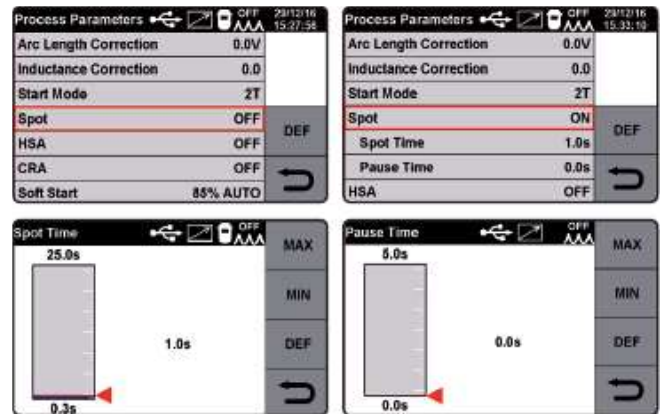 Process Parameters OFF 29/12/16
15:27:56
Arc Length Correction 0.0V
Inductance Correction 0.0
Start Mode 2T
Spot OFF
HSA OFF
CRA OFF
Soft Start 85% AUTO
DEF
Process Parameters OFF 29/12/16
15:33:10
Arc Length Correction 0.0V
Inductance Correction 0.0
Start Mode 2T
Spot ON
Spot Time 1.0s
Pause Time 0.0s
HSA OFF
DEF
Spot Time OFF
25.0s
1.0s
0.3s
MAX
MIN
DEF
Pause Time OFF
5.0s
0.0s
0.0s
MAX
MIN
DEF